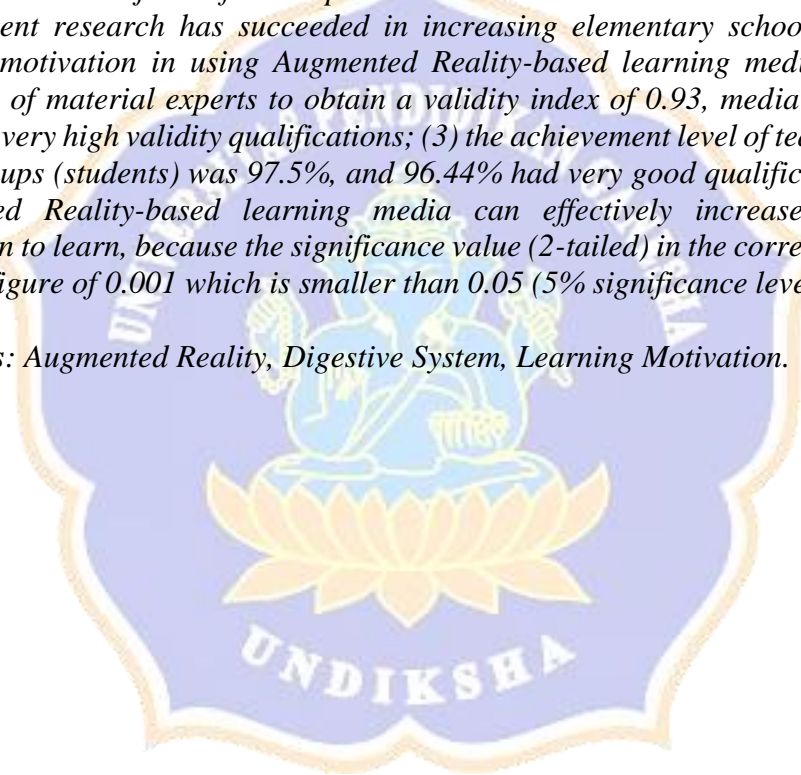 ent research has succeeded in increasing elementary schoo
motivation in using Augmented Reality-based learning medi
of material experts to obtain a validity index of 0.93, media
very high validity qualifications; (3) the achievement level of tea
ups (students) was 97.5%, and 96.44% had very good qualific
ed Reality-based learning media can effectively increase
n to learn, because the significance value (2-tailed) in the corre
igure of 0.001 which is smaller than 0.05 (5% significance leve
s: Augmented Reality, Digestive System, Learning Motivation.
UNIVERSITAS PENDIDIKAN GANESHA
UNDIKSHA